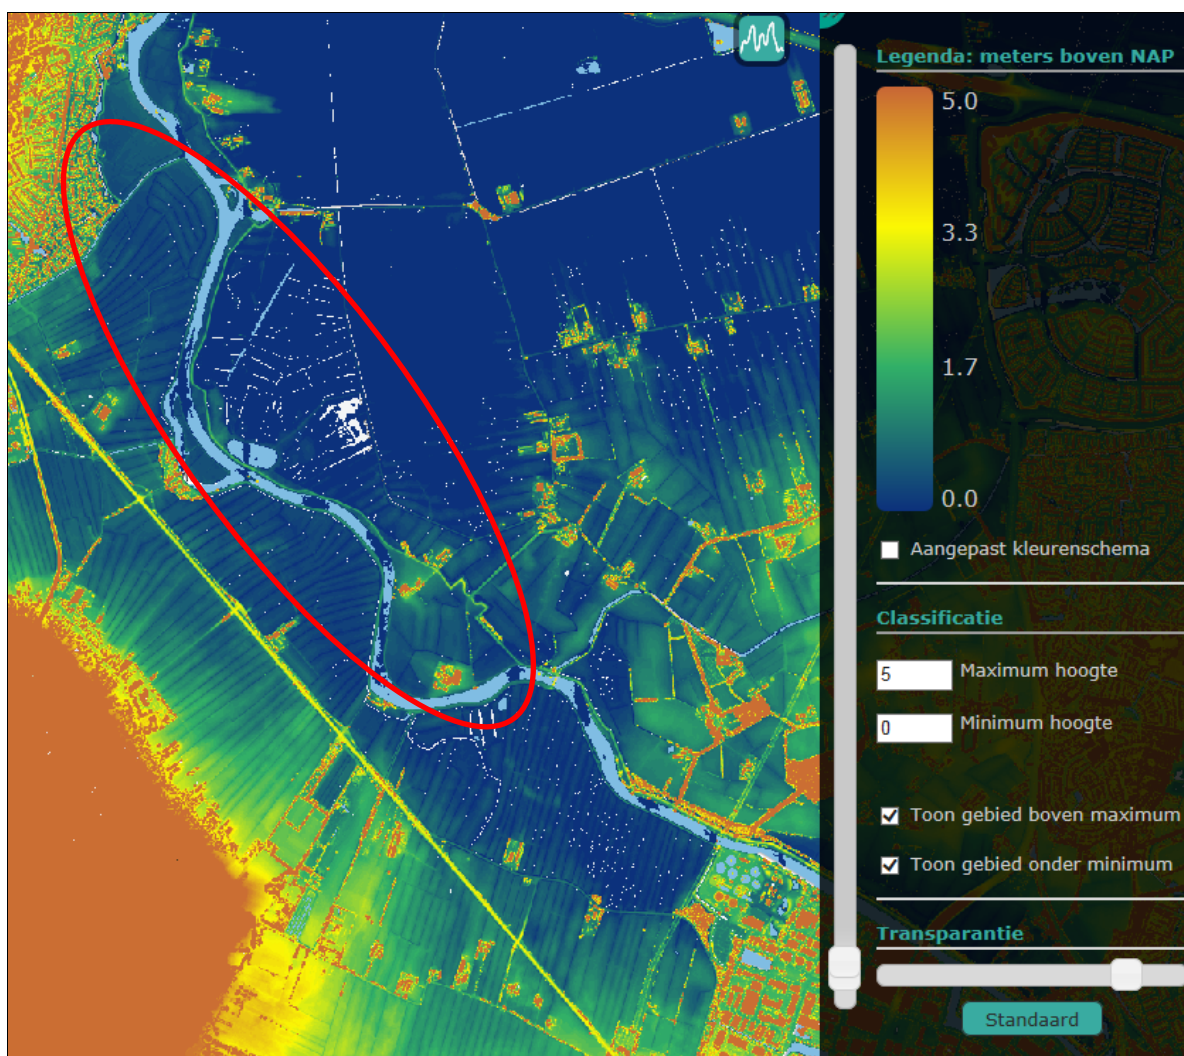 Legenda: meters boven NAP
5.0
3.3
1.7
0.0
Aangepast kleurenschema
Classificatie
5 Maximum hoogte
0 Minimum hoogte
Toon gebied boven maximum
Toon gebied onder minimum
Transparantie
Standaard